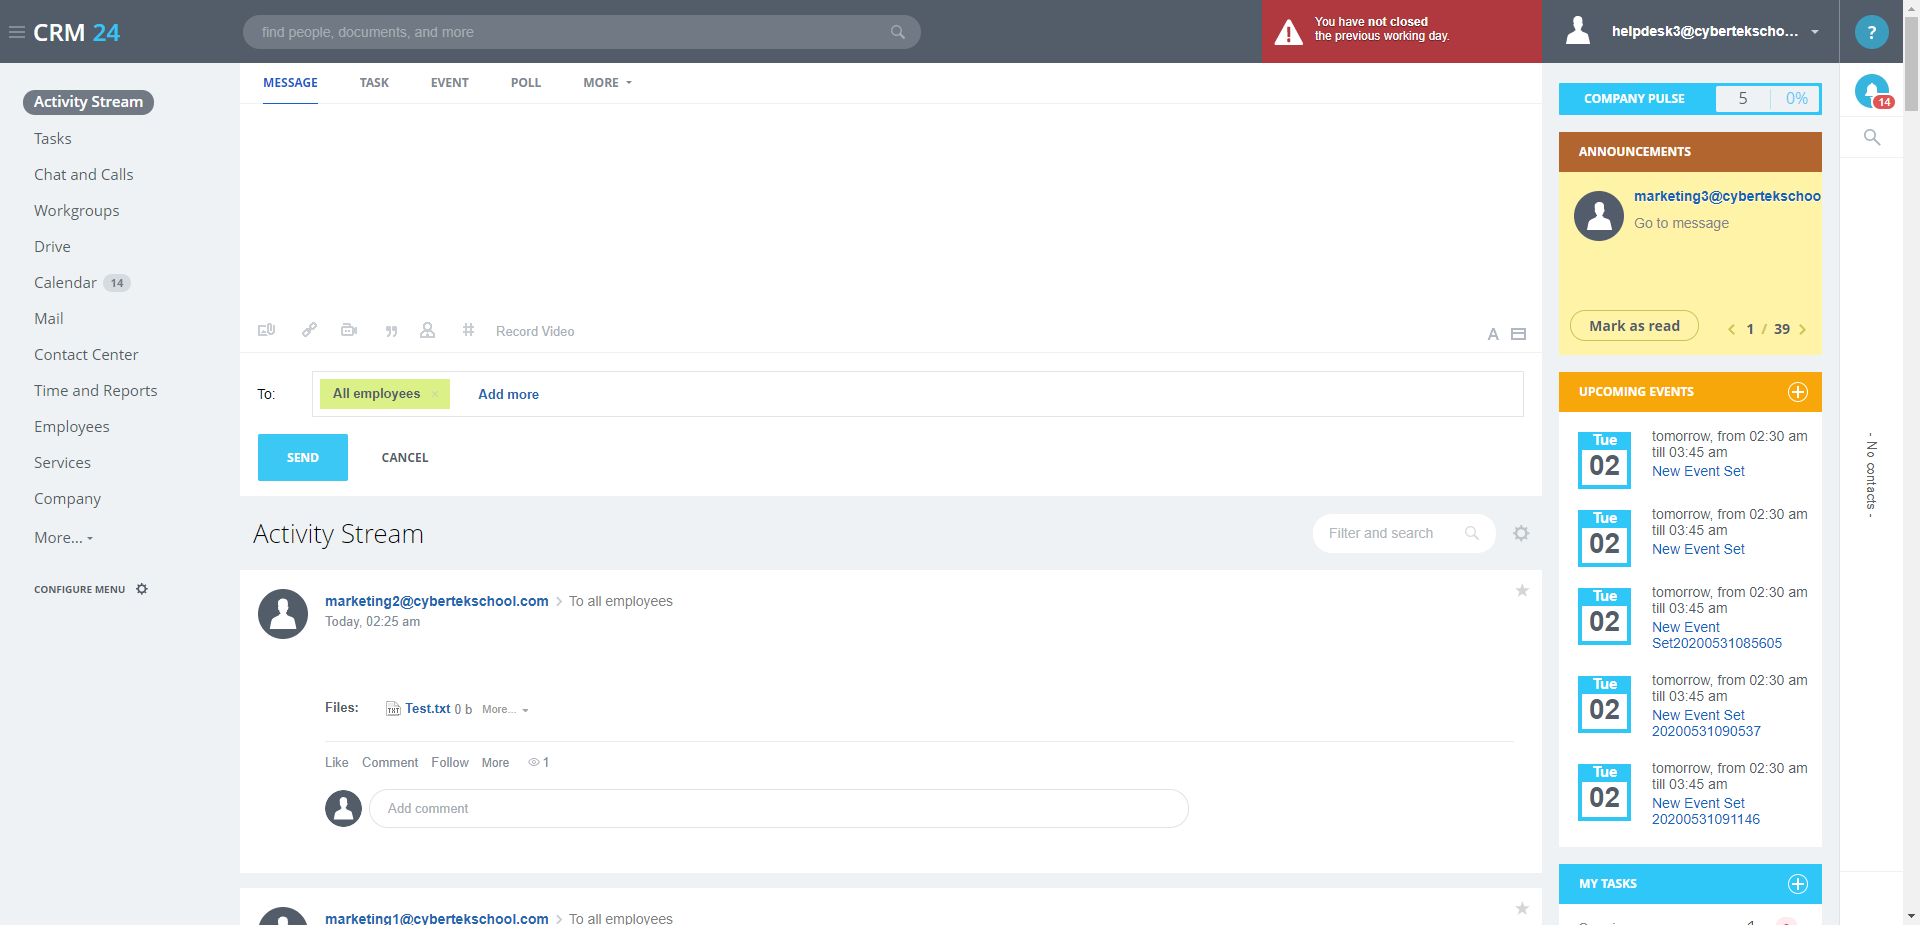 CRM 24
find people, documents, and more
You have not closed
the previous working day.
helpdesk3@cybertekscho...
?
Activity Stream
Tasks
Chat and Calls
Workgroups
Drive
Calendar 14
Mail
Contact Center
Time and Reports
Employees
Services
Company
More...
CONFIGURE MENU
MESSAGE TASK EVENT POLL MORE
Record Video
A
To: All employees × Add more
SEND CANCEL
Activity Stream
Filter and search
marketing2@cybertekschool.com > To all employees
Today, 02:25 am
Files: TXT Test.txt 0 b More...
Like Comment Follow More 1
Add comment
marketing1@cybertekschool.com > To all employees
COMPANY PULSE 5 0%
ANNOUNCEMENTS
marketing3@cybertekschoo
Go to message
Mark as read < 1 / 39 >
UPCOMING EVENTS
Tue
02
tomorrow, from 02:30 am
till 03:45 am
New Event Set
Tue
02
tomorrow, from 02:30 am
till 03:45 am
New Event Set
Tue
02
tomorrow, from 02:30 am
till 03:45 am
New Event
Set20200531085605
Tue
02
tomorrow, from 02:30 am
till 03:45 am
New Event Set
20200531090537
Tue
02
tomorrow, from 02:30 am
till 03:45 am
New Event Set
20200531091146
MY TASKS
14
- No contacts -